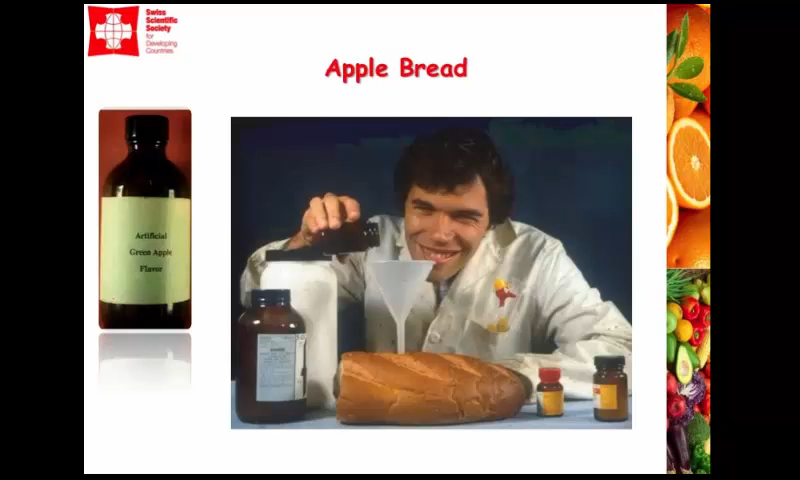 Swiss
Scientific
Society
for
Developing
Countries
Apple Bread
Artificial
Green Apple
Flavor